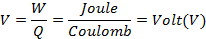 V = W/Q = Joule/Coulomb = Volt(V)